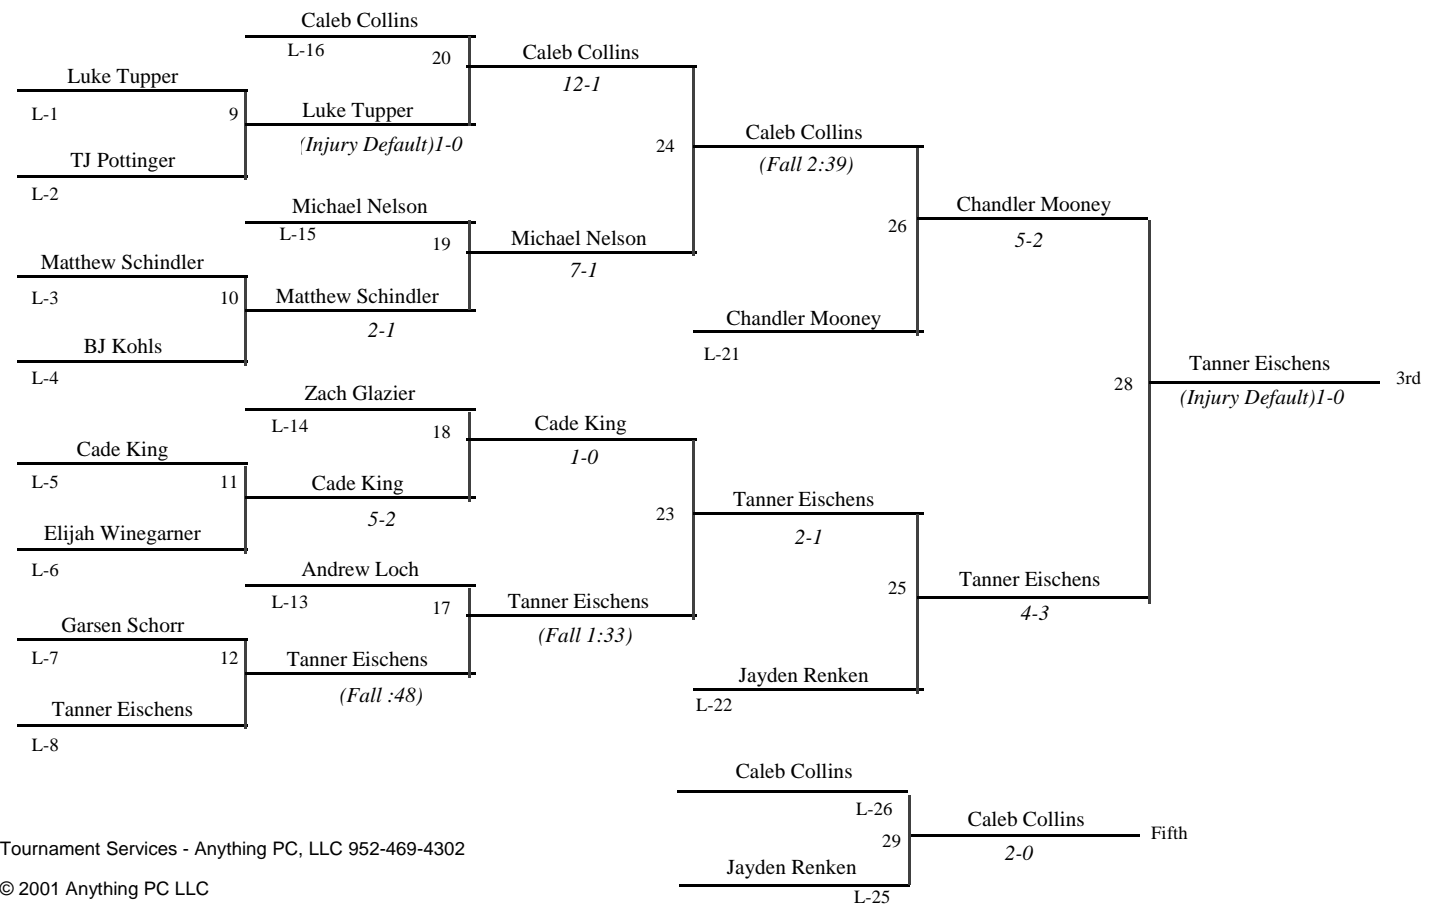 Caleb Collins
L-16
20
Caleb Collins
12-1
Luke Tupper
L-1
9
Luke Tupper
(Injury Default)1-0
TJ Pottinger
L-2
24
Caleb Collins
(Fall 2:39)
Michael Nelson
L-15
19
Michael Nelson
7-1
Matthew Schindler
L-3
10
Matthew Schindler
2-1
BJ Kohls
L-4
26
Chandler Mooney
5-2
Chandler Mooney
L-21
28
Tanner Eischens
3rd
(Injury Default)1-0
Zach Glazier
L-14
18
Cade King
1-0
Cade King
L-5
11
Cade King
5-2
Elijah Winegarner
L-6
23
Tanner Eischens
2-1
Andrew Loch
L-13
17
Tanner Eischens
(Fall 1:33)
Garsen Schorr
L-7
12
Tanner Eischens
(Fall :48)
Tanner Eischens
L-8
25
Tanner Eischens
4-3
Jayden Renken
L-22
Caleb Collins
L-26
29
Caleb Collins
Fifth
2-0
Jayden Renken
L-25
Tournament Services - Anything PC, LLC 952-469-4302
© 2001 Anything PC LLC